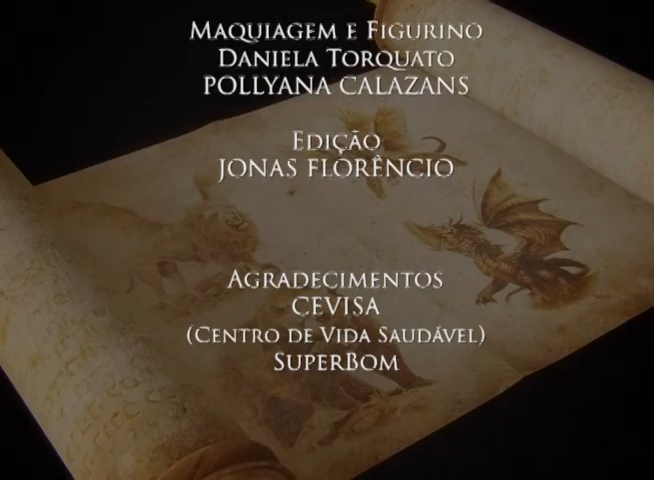 Maquiagem e Figurino
Daniela Torquato
POLLYANA CALAZANS
Edição
JONAS FLORÊNCIO
Agradecimentos
CEVISA
(Centro de Vida Saudável)
SuperBom